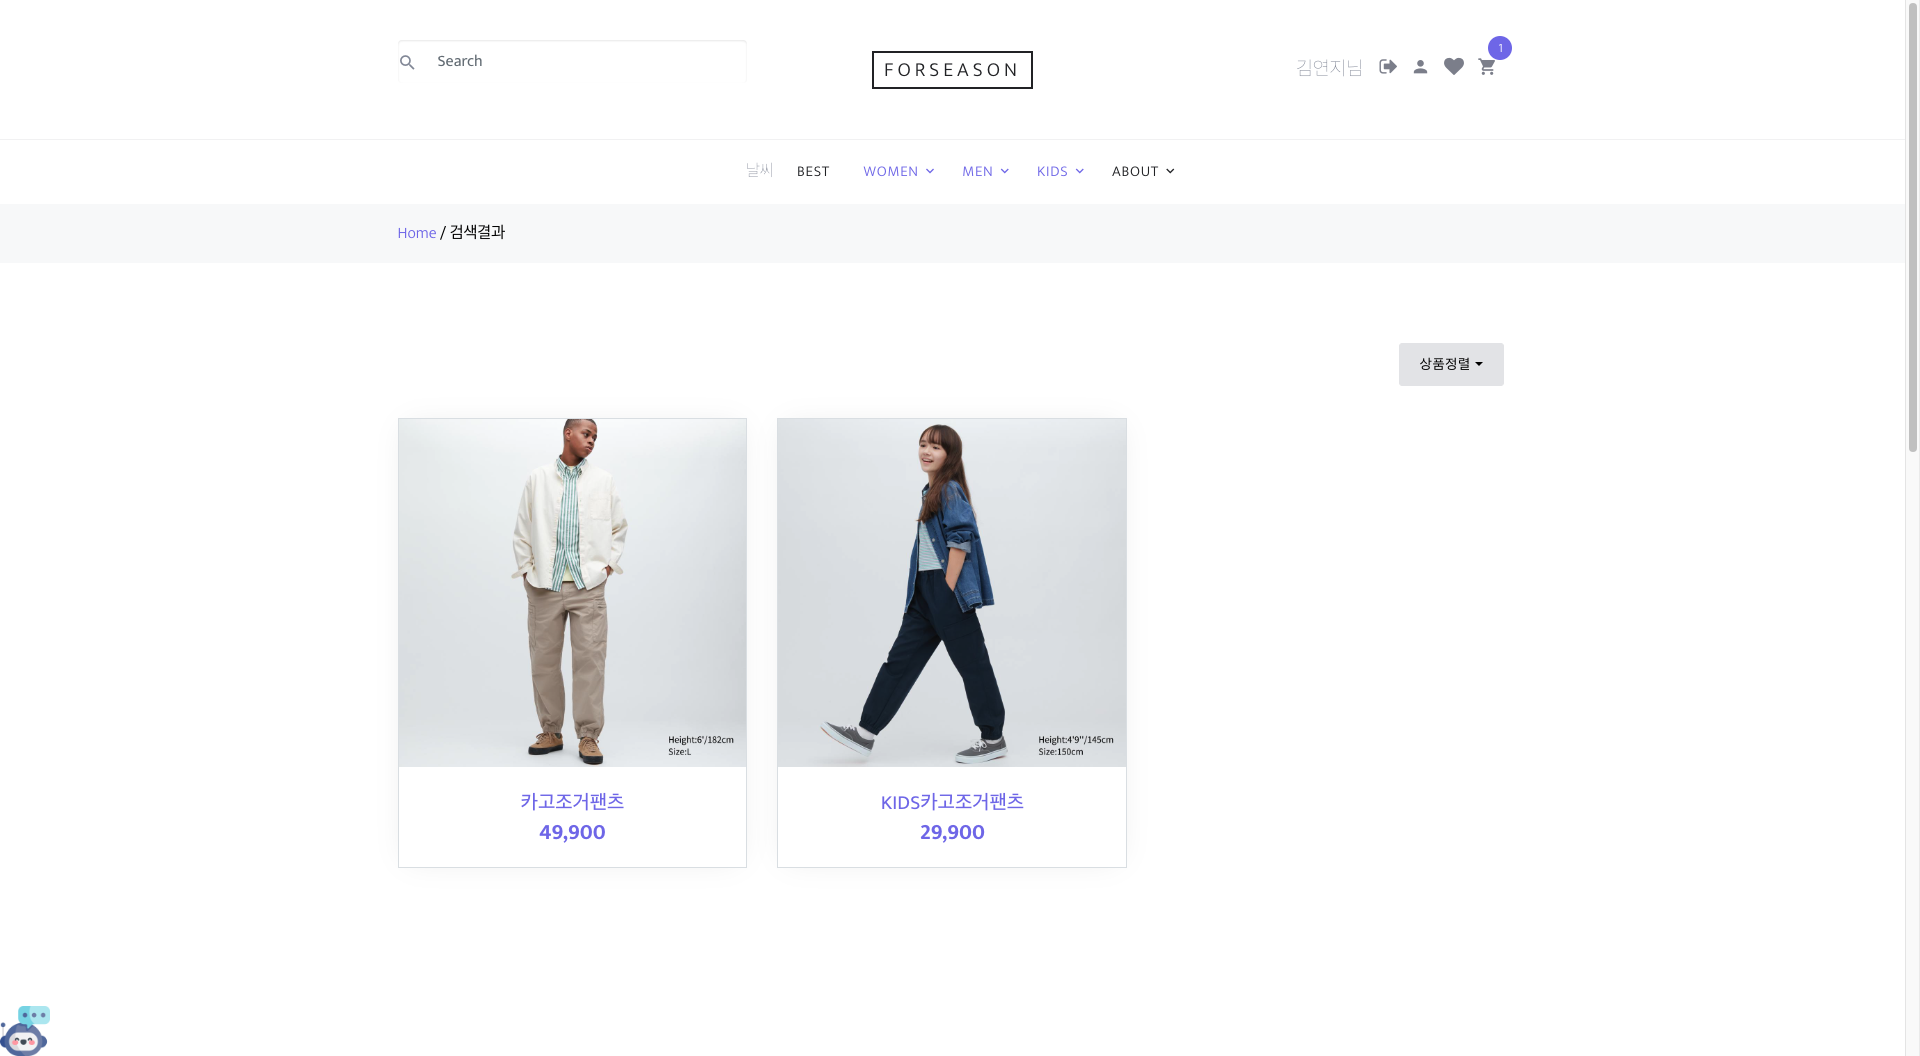 Search
FORSEASON
김연지님
1
날씨
BEST
WOMEN
MEN
KIDS
ABOUT
Home / 검색결과
상품정렬
Height:6'/182cm
Size:L
카고조거팬츠
49,900
Height:4'9"/145cm
Size:150cm
KIDS카고조거팬츠
29,900